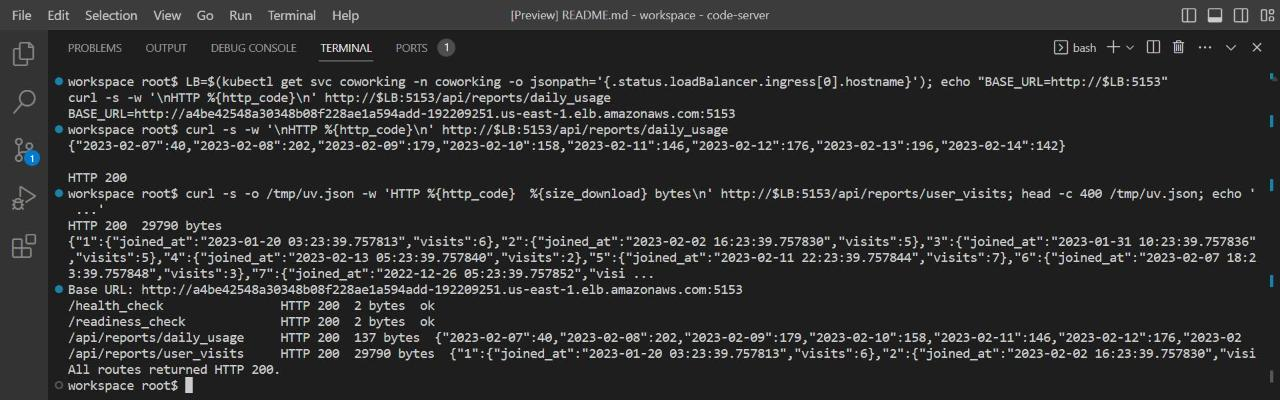 File Edit Selection View Go Run Terminal Help [Preview] README.md - workspace - code-server
PROBLEMS OUTPUT DEBUG CONSOLE TERMINAL PORTS 1 bash
workspace root$ LB=$(kubectl get svc coworking -n coworking -o jsonpath='{.status.loadBalancer.ingress[0].hostname}'); echo "BASE_URL=http://$LB:5153"
curl -s -w '\nHTTP %{http_code}\n' http://$LB:5153/api/reports/daily_usage
BASE_URL=http://a4be42548a30348b08f228ae1a594add-192209251.us-east-1.elb.amazonaws.com:5153
workspace root$ curl -s -w '\nHTTP %{http_code}\n' http://$LB:5153/api/reports/daily_usage
{"2023-02-07":40,"2023-02-08":202,"2023-02-09":179,"2023-02-10":158,"2023-02-11":146,"2023-02-12":176,"2023-02-13":196,"2023-02-14":142}
HTTP 200
workspace root$ curl -s -o /tmp/uv.json -w 'HTTP %{http_code}  %{size_download} bytes\n' http://$LB:5153/api/reports/user_visits; head -c 400 /tmp/uv.json; echo '
 ...'
1
HTTP 200  29790 bytes
{"1":{"joined_at":"2023-01-20 03:23:39.757813","visits":6},"2":{"joined_at":"2023-02-02 16:23:39.757830","visits":5},"3":{"joined_at":"2023-01-31 10:23:39.757836"
,"visits":5},"4":{"joined_at":"2023-02-13 05:23:39.757840","visits":2},"5":{"joined_at":"2023-02-11 22:23:39.757844","visits":7},"6":{"joined_at":"2023-02-07 18:2
3:39.757848","visits":3},"7":{"joined_at":"2022-12-26 05:23:39.757852","visi ...
Base URL: http://a4be42548a30348b08f228ae1a594add-192209251.us-east-1.elb.amazonaws.com:5153
/health_check HTTP 200  2 bytes  ok
/readiness_check HTTP 200  2 bytes  ok
/api/reports/daily_usage HTTP 200  137 bytes  {"2023-02-07":40,"2023-02-08":202,"2023-02-09":179,"2023-02-10":158,"2023-02-11":146,"2023-02-12":176,"2023-02
/api/reports/user_visits HTTP 200  29790 bytes  {"1":{"joined_at":"2023-01-20 03:23:39.757813","visits":6},"2":{"joined_at":"2023-02-02 16:23:39.757830","visi
All routes returned HTTP 200.
workspace root$